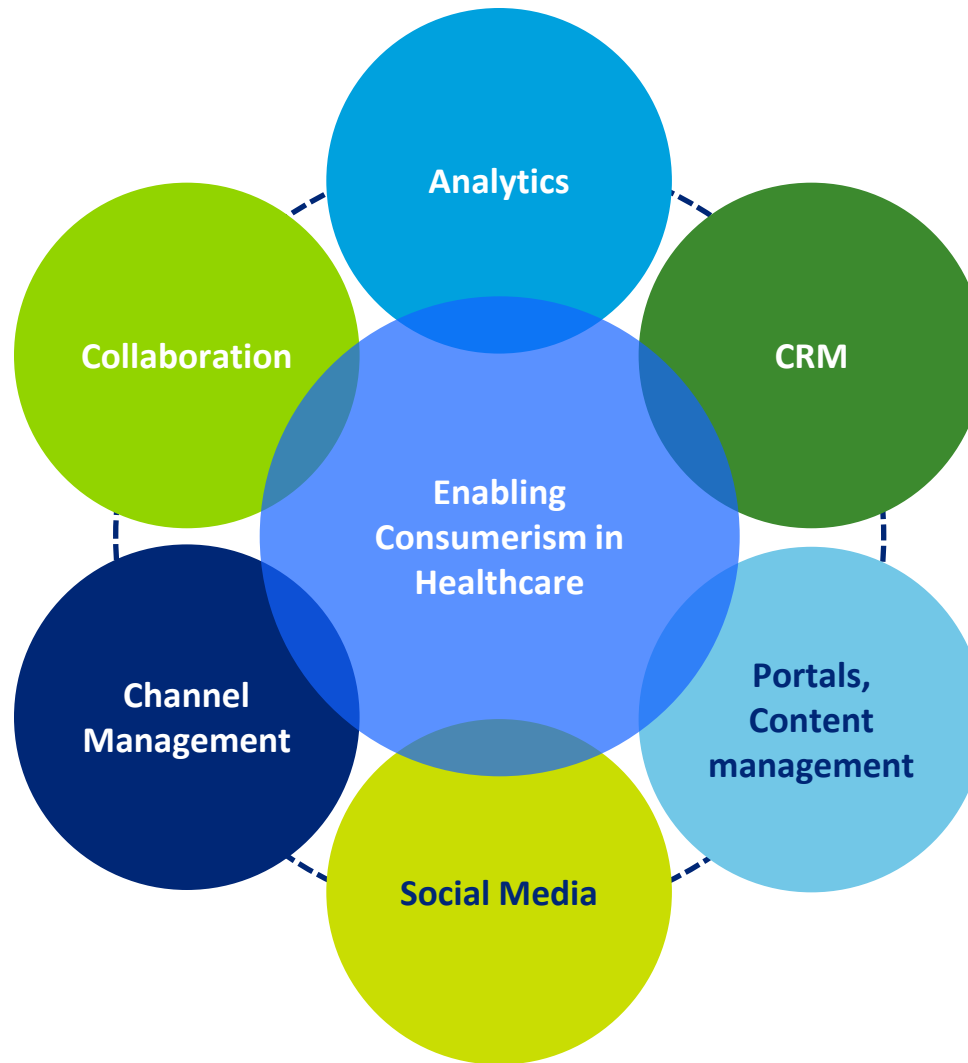 Analytics
Collaboration
CRM
Enabling
Consumerism in
Healthcare
Channel
Management
Portals,
Content
management
Social Media